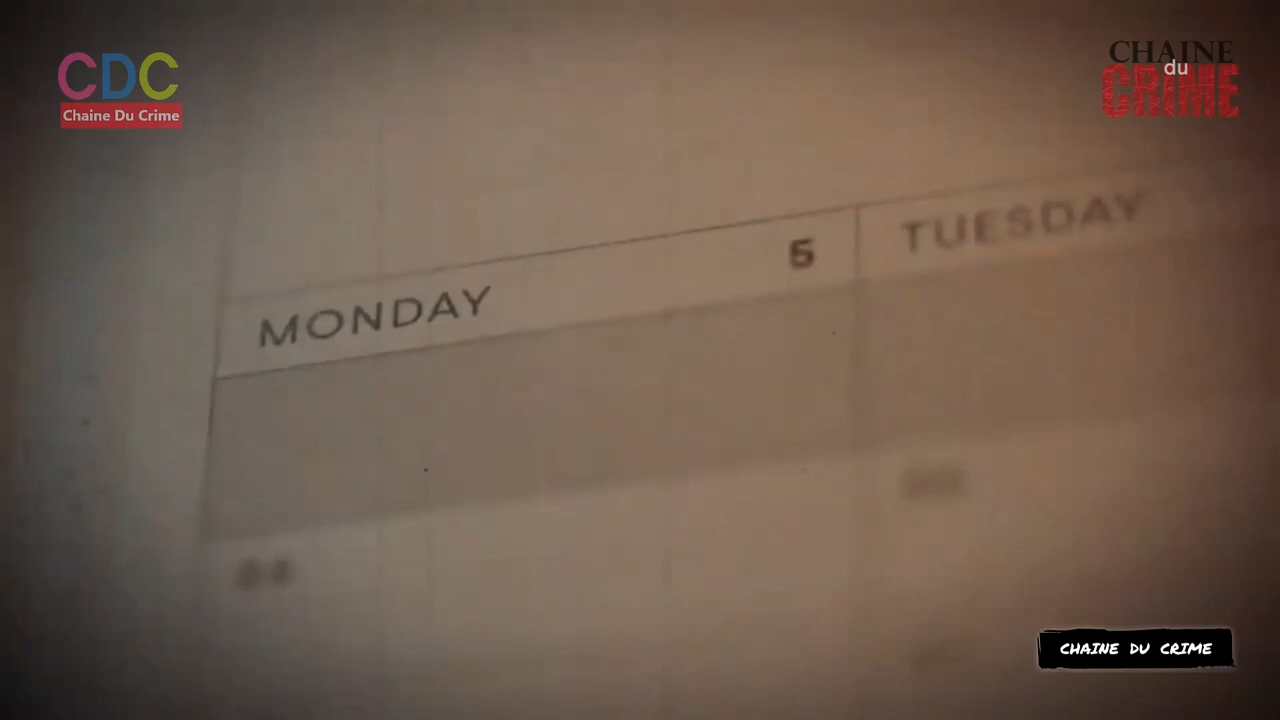 CDC
Chaine Du Crime
CHAINE
du
CRIME
MONDAY 5 TUESDAY
CHAINE DU CRIME